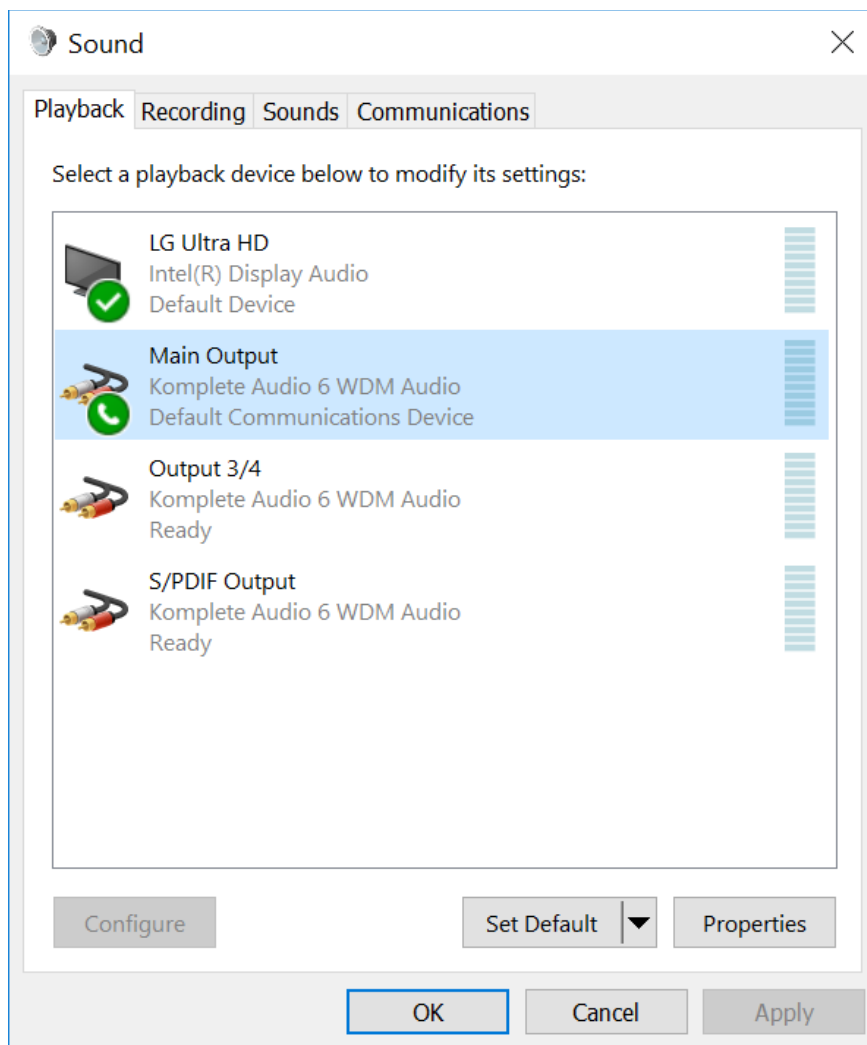 Sound
Playback Recording Sounds Communications
Select a playback device below to modify its settings:
LG Ultra HD
Intel(R) Display Audio
Default Device
Main Output
Komplete Audio 6 WDM Audio
Default Communications Device
Output 3/4
Komplete Audio 6 WDM Audio
Ready
S/PDIF Output
Komplete Audio 6 WDM Audio
Ready
Configure Set Default Properties
OK Cancel Apply